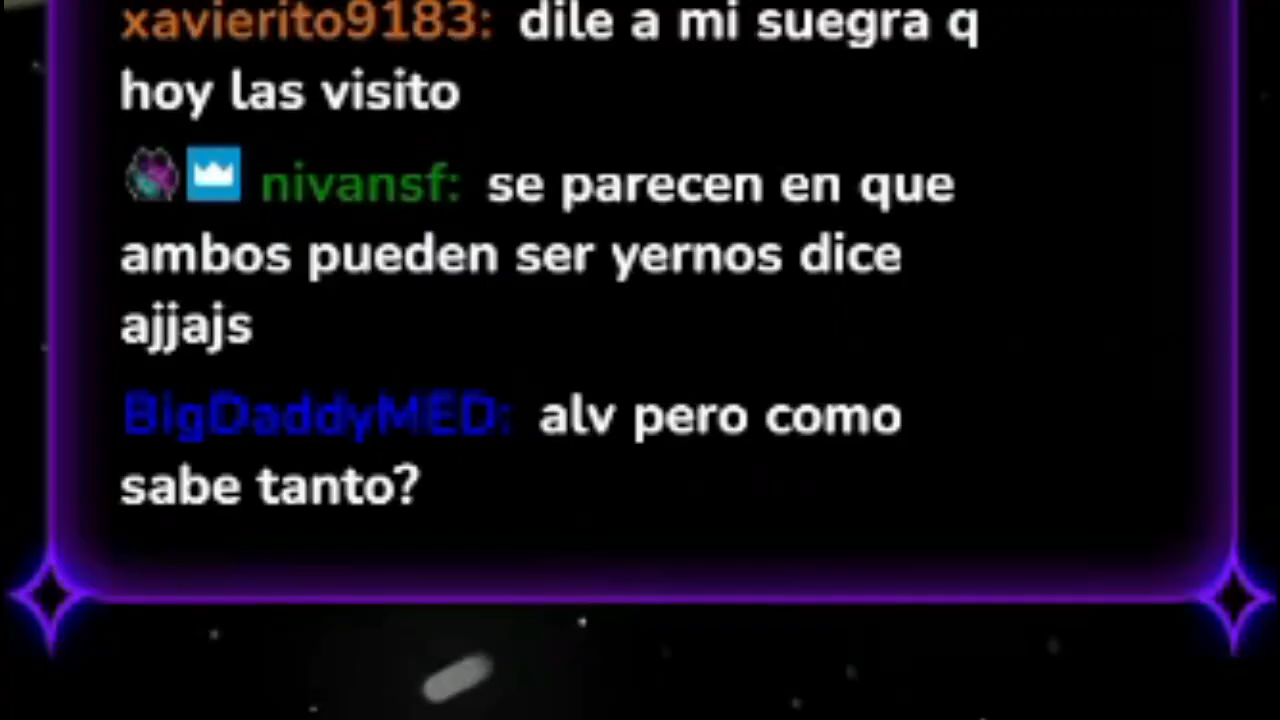 xavierito9183: dile a mi suegra q
hoy las visito
nivansf: se parecen en que
ambos pueden ser yernos dice
ajjajs
BigDaddyMED: alv pero como
sabe tanto?